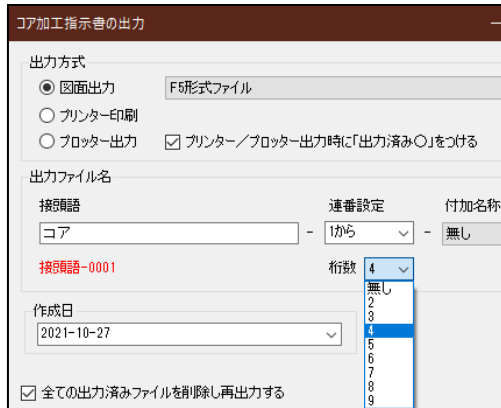 コア加工指示書の出力
出力方式
図面出力 F5形式ファイル
プリンター印刷
プロッター出力 プリンター／プロッター出力時に「出力済み○」をつける
出力ファイル名
接頭語 連番設定 付加名称
コア - 1から - 無し
接頭語-0001 桁数 4
無し
2
3
4
作成日
5
2021-10-27
6
7
8
全ての出力済みファイルを削除し再出力する
9